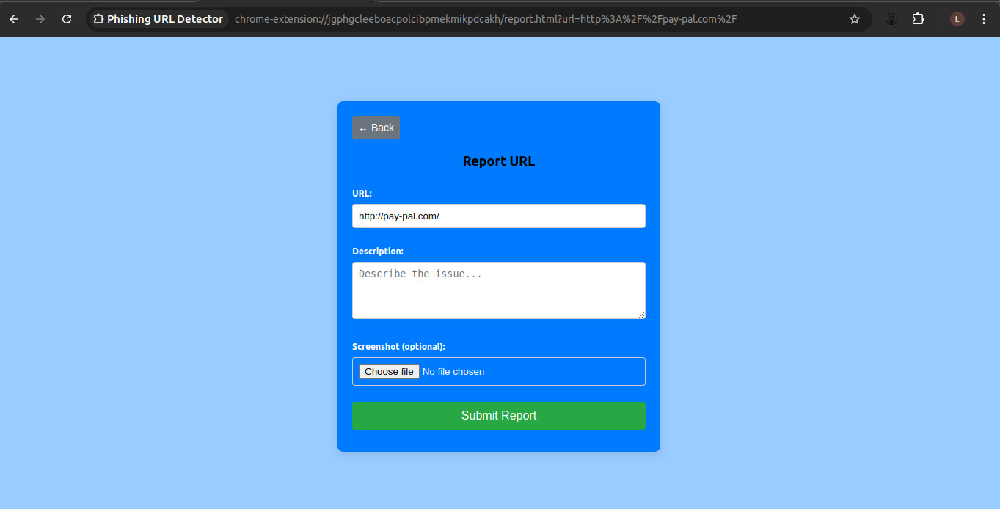 Phishing URL Detector chrome-extension://jgphgcleeboacpolcibpmekmikpdcakh/report.html?url=http%3A%2F%2Fpay-pal.com%2F L
← Back
Report URL
URL:
http://pay-pal.com/
Description:
Describe the issue...
Screenshot (optional):
Choose file No file chosen
Submit Report